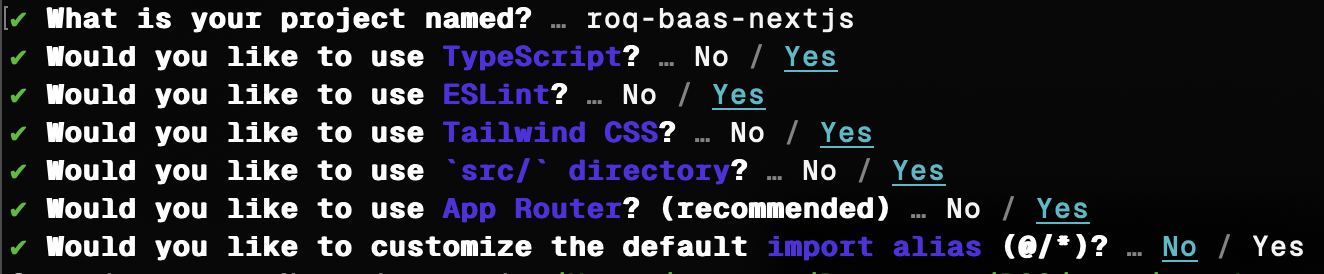 ✔ What is your project named? … roq-baas-nextjs
✔ Would you like to use TypeScript? … No / Yes
✔ Would you like to use ESLint? … No / Yes
✔ Would you like to use Tailwind CSS? … No / Yes
✔ Would you like to use `src/` directory? … No / Yes
✔ Would you like to use App Router? (recommended) … No / Yes
✔ Would you like to customize the default import alias (@/*)? … No / Yes